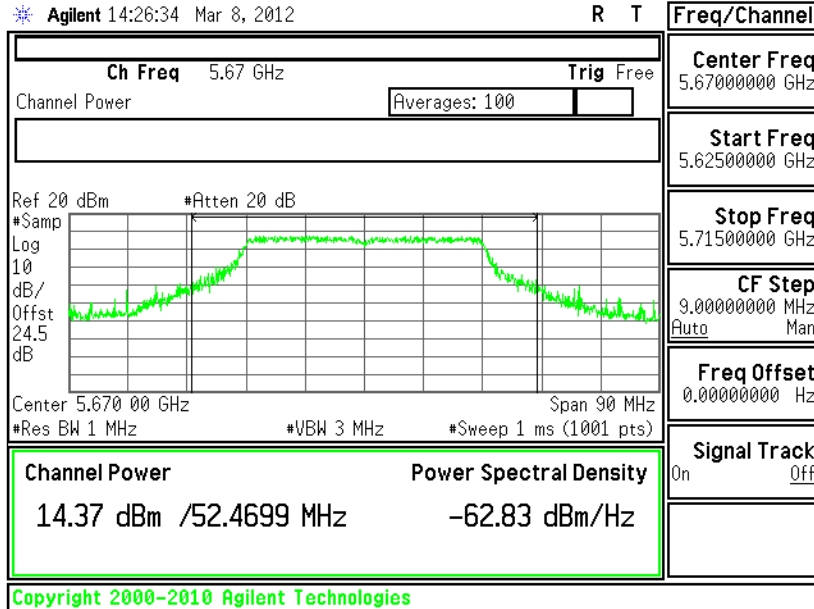 Agilent 14:26:34 Mar 8, 2012 R T
Freq/Channel
Ch Freq 5.67 GHz Trig Free
Channel Power Averages: 100
Center Freq
5.67000000 GHz
Start Freq
5.62500000 GHz
Stop Freq
5.71500000 GHz
CF Step
9.00000000 MHz
Auto Man
Freq Offset
0.00000000 Hz
Signal Track
On Off
Ref 20 dBm #Atten 20 dB
#Samp
Log
10
dB/
Offst
24.5
dB
Center 5.670 00 GHz Span 90 MHz
#Res BW 1 MHz #VBW 3 MHz #Sweep 1 ms (1001 pts)
Channel Power Power Spectral Density
14.37 dBm /52.4699 MHz -62.83 dBm/Hz
Copyright 2000-2010 Agilent Technologies